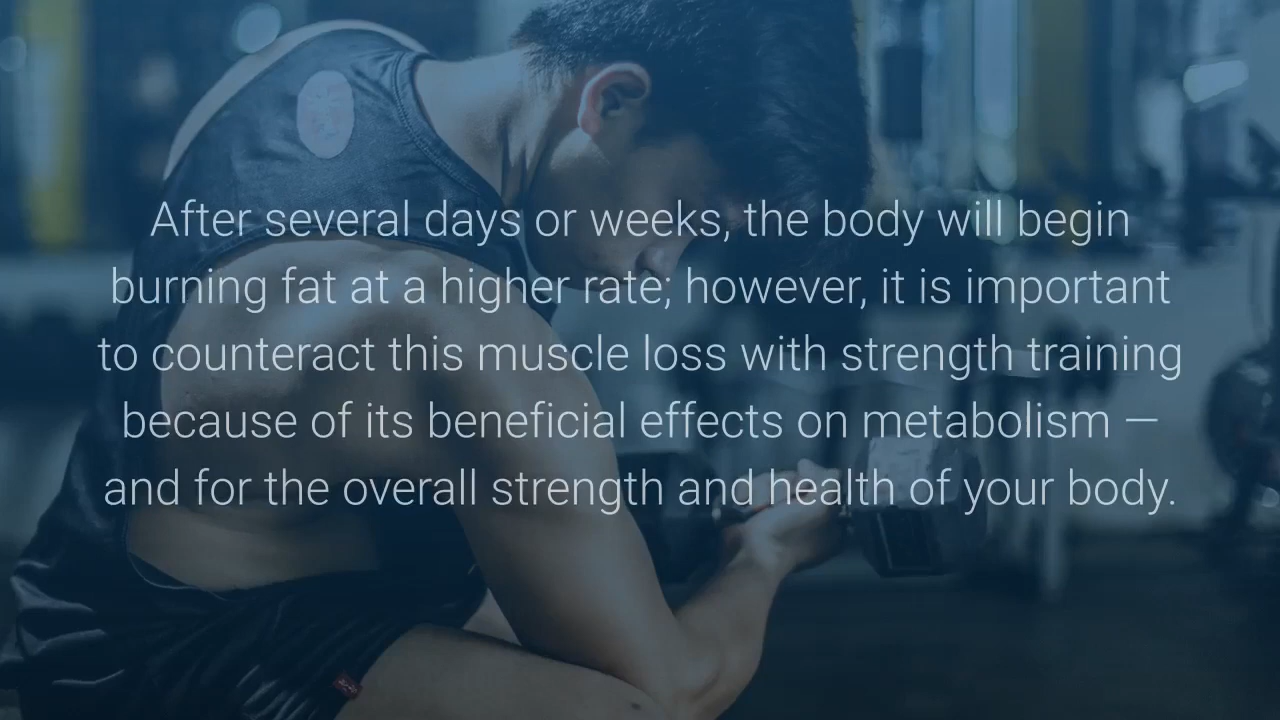 After several days or weeks, the body will begin
burning fat at a higher rate; however, it is important
to counteract this muscle loss with strength training
because of its beneficial effects on metabolism —
and for the overall strength and health of your body.